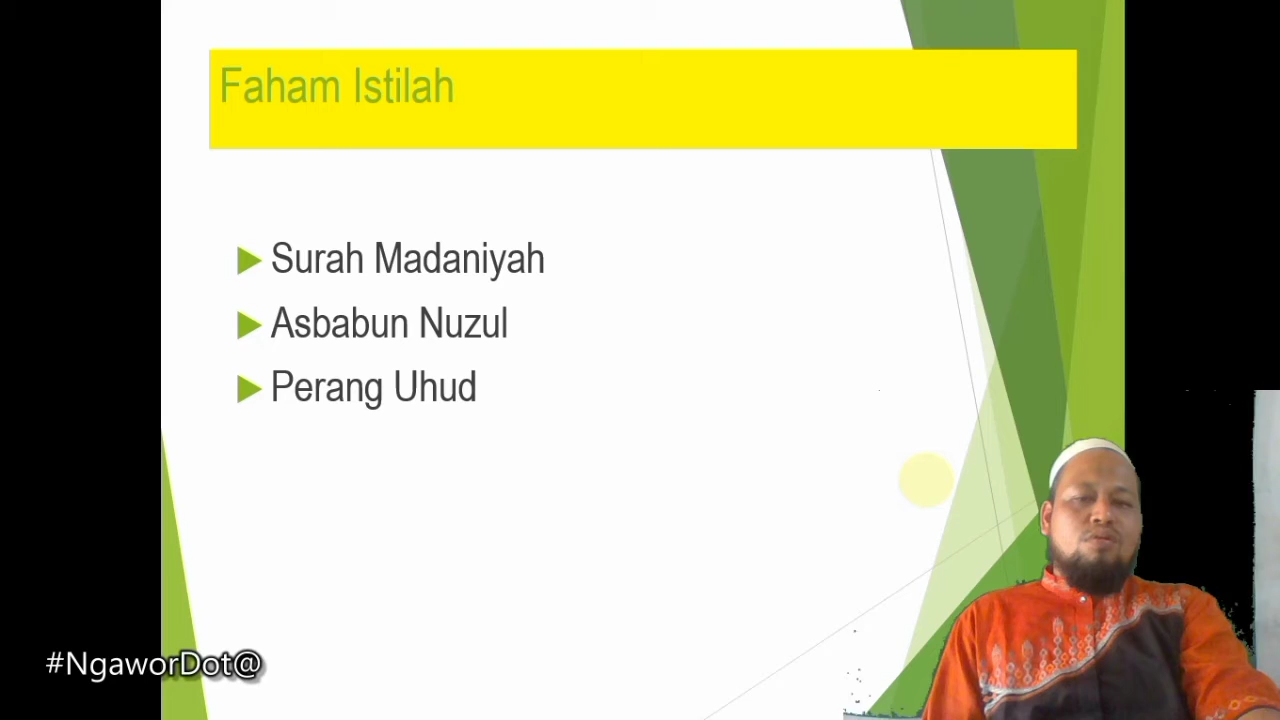 Faham Istilah
Surah Madaniyah
Asbabun Nuzul
Perang Uhud
#NgaworDot@